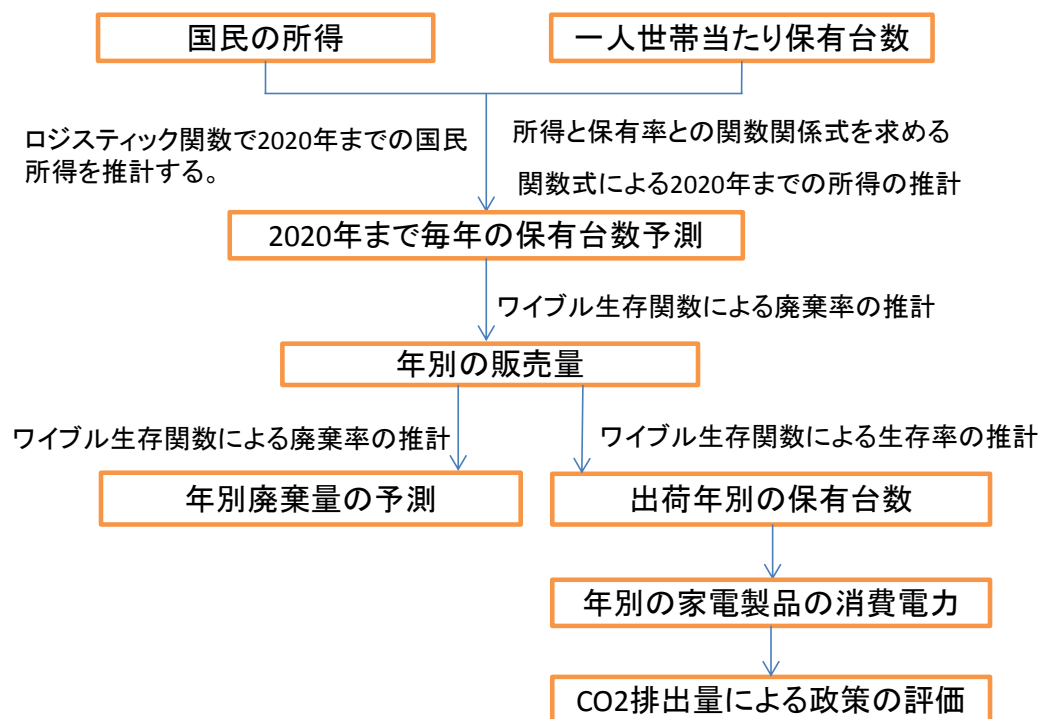 国民の所得
一人世帯当たり保有台数
ロジスティック関数で2020年までの国民
所得を推計する。
所得と保有率との関数関係式を求める
関数式による2020年までの所得の推計
2020年まで毎年の保有台数予測
ワイブル生存関数による廃棄率の推計
年別の販売量
ワイブル生存関数による廃棄率の推計
ワイブル生存関数による生存率の推計
年別廃棄量の予測
出荷年別の保有台数
年別の家電製品の消費電力
CO2排出量による政策の評価